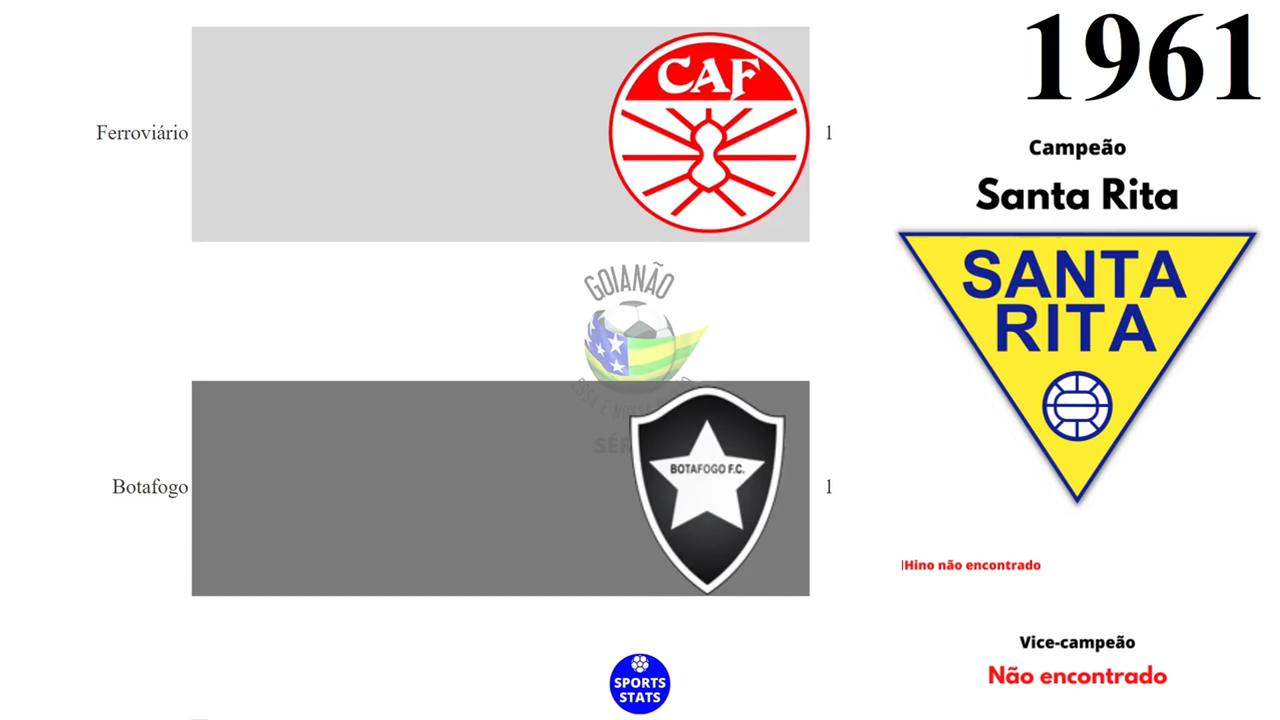 1961
Campeão
Santa Rita
SANTA
RITA
Ferroviário
CAF
1
GOIANÃO
Botafogo
BOTAFOGO F.C.
1
Hino não encontrado
Vice-campeão
Não encontrado
SPORTS
STATS